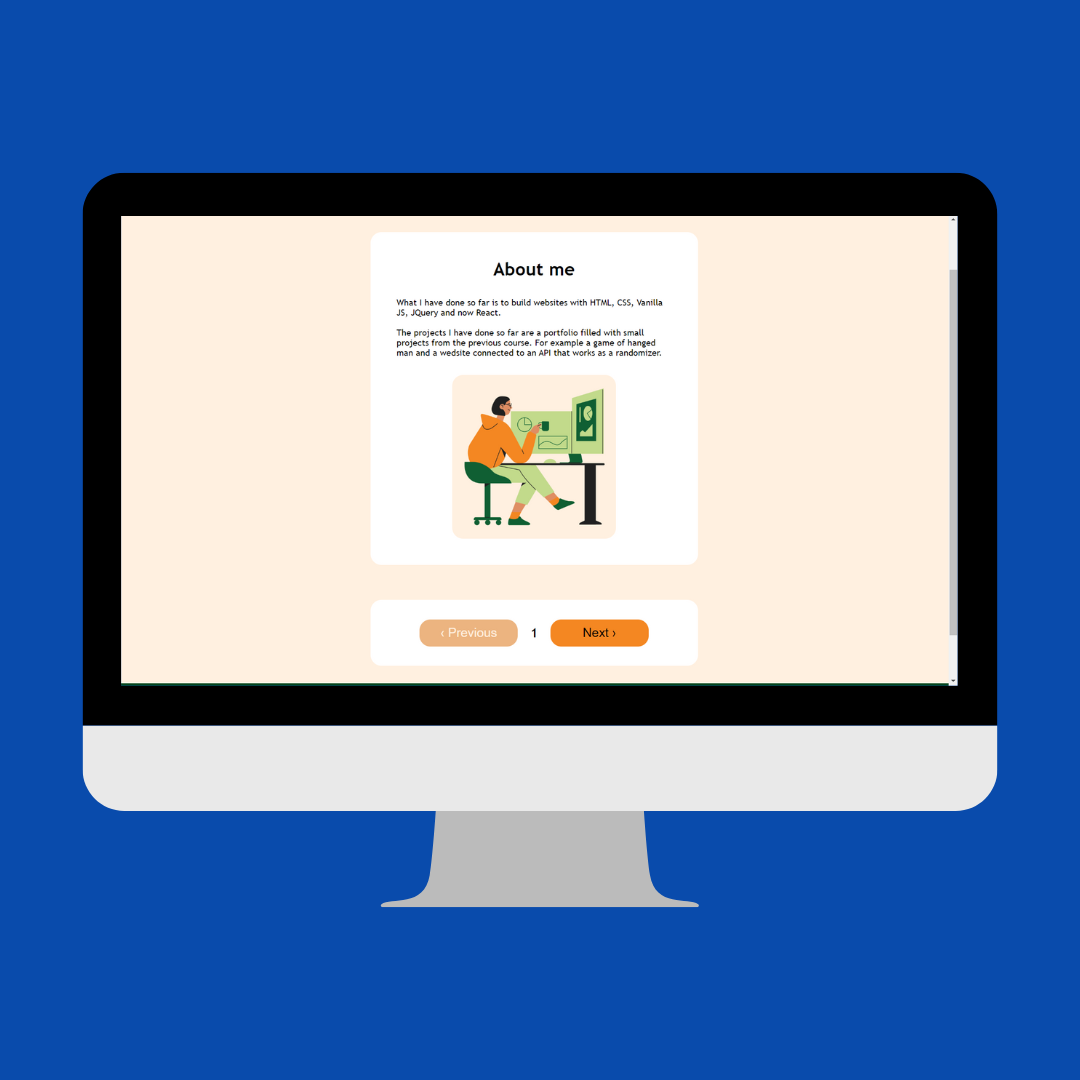 About me
What I have done so far is to build websites with HTML, CSS, Vanilla
JS, JQuery and now React.
The projects I have done so far are a portfolio filled with small
projects from the previous course. For example a game of hanged
man and a wedsite connected to an API that works as a randomizer.
‹ Previous 1 Next ›